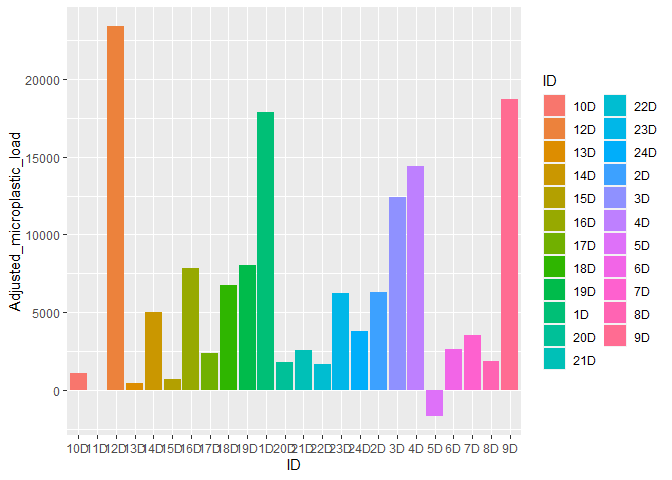 Adjusted_microplastic_load
20000
15000
10000
5000
0
10D 11D 12D 13D 14D 15D 16D 17D 18D 19D 1D 20D 21D 22D 23D 24D 2D 3D 4D 5D 6D 7D 8D 9D
ID
ID
10D 22D
12D 23D
13D 24D
14D 2D
15D 3D
16D 4D
17D 5D
18D 6D
19D 7D
1D 8D
20D 9D
21D